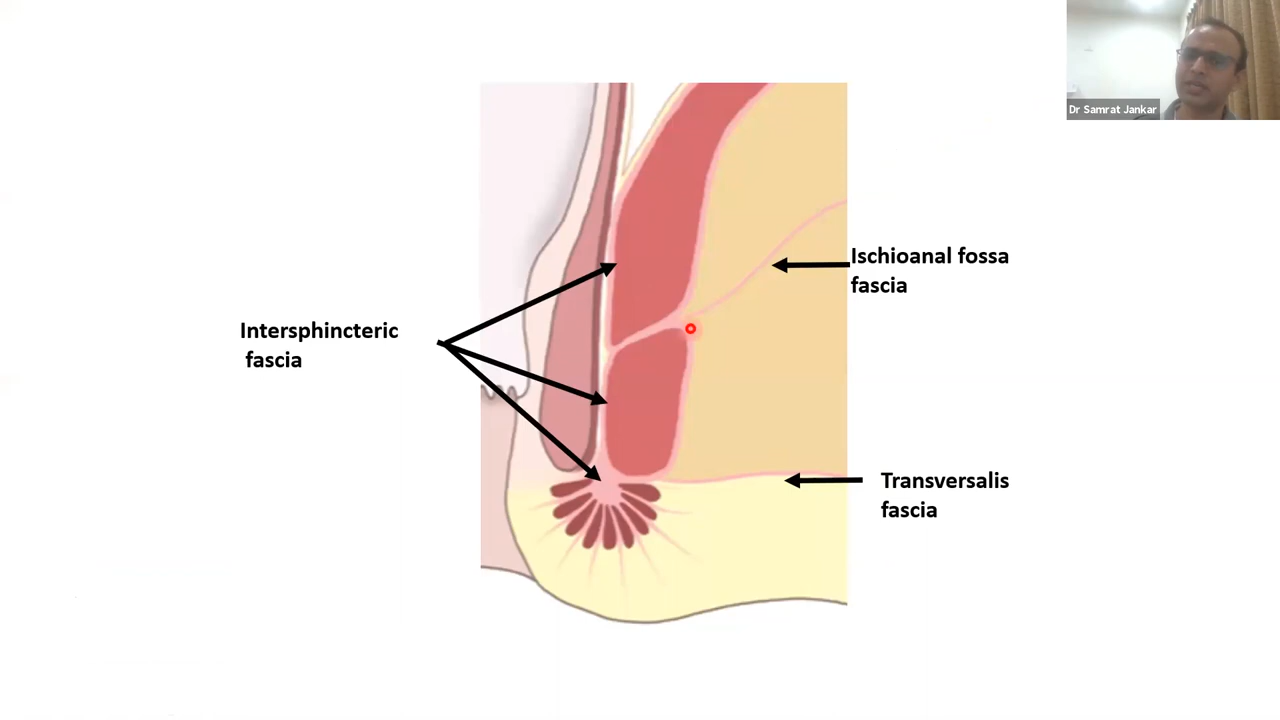 Dr Samrat Jankar
Ischioanal fossa
fascia
Intersphincteric
fascia
Transversalis
fascia